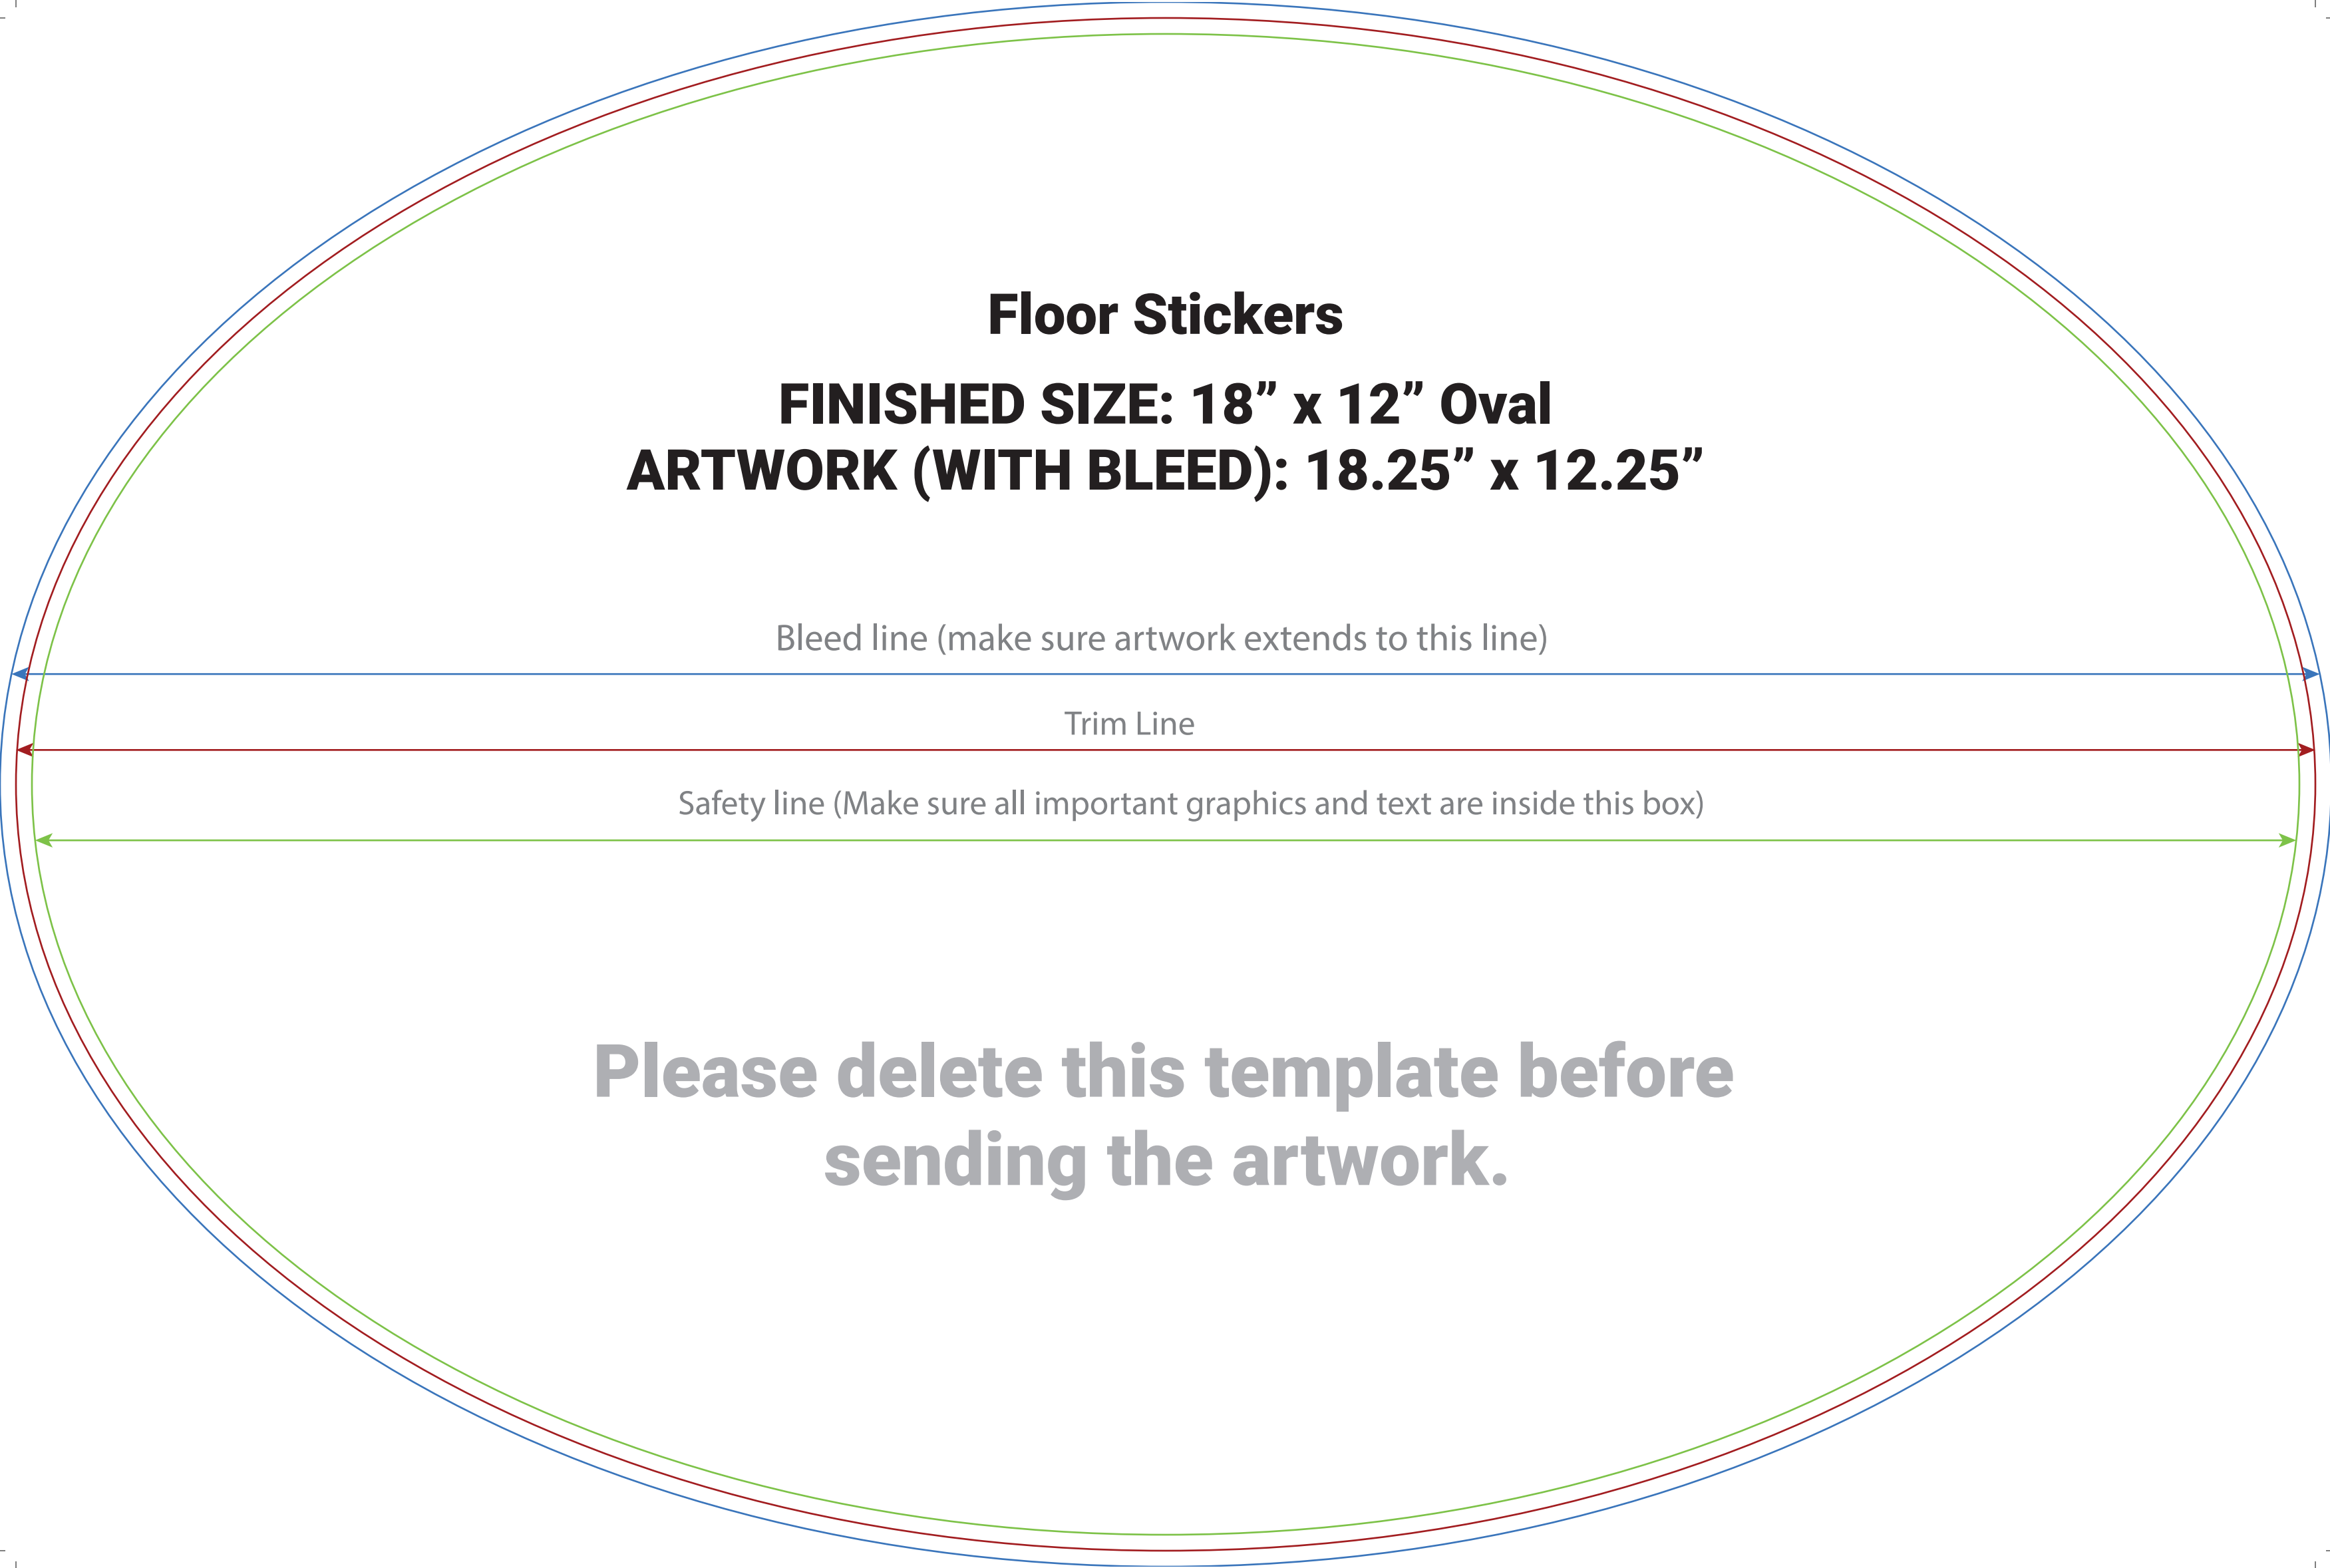 Floor Stickers
FINISHED SIZE: 18” x 12” Oval
ARTWORK (WITH BLEED): 18.25” x 12.25”
Bleed line (make sure artwork extends to this line)
Trim Line
Safety line (Make sure all important graphics and text are inside this box)
Please delete this template before
sending the artwork.